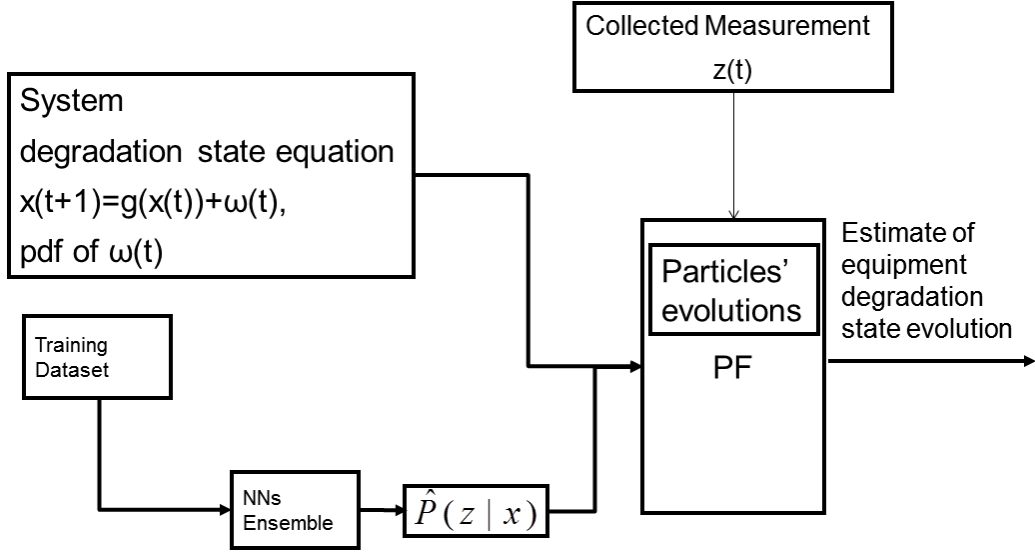 Collected Measurement
z(t)
System
degradation state equation
x(t+1)=g(x(t))+ω(t),
pdf of ω(t)
Training
Dataset
NNs
Ensemble
P̂(z | x)
Particles’
evolutions
PF
Estimate of
equipment
degradation
state evolution